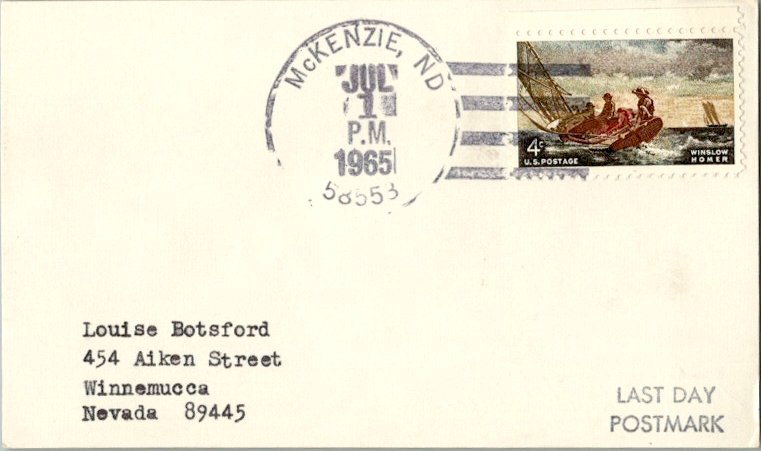 McKENZIE, ND
JUL
1
P.M.
1965
58553
4¢
U.S. POSTAGE
WINSLOW
HOMER
Louise Botsford
454 Aiken Street
Winnemucca
Nevada 89445
LAST DAY
POSTMARK